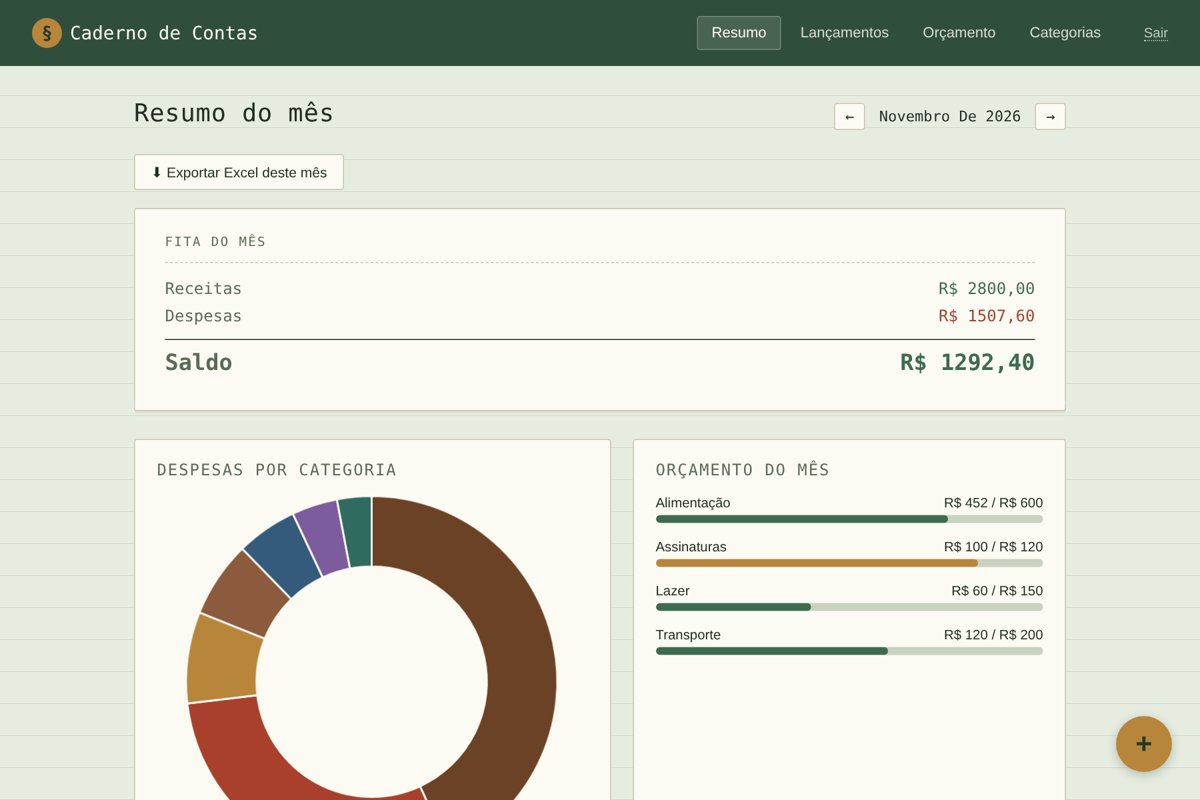 § Caderno de Contas
Resumo Lançamentos Orçamento Categorias Sair
Resumo do mês
← Novembro De 2026 →
⬇ Exportar Excel deste mês
FITA DO MÊS
Receitas R$ 2800,00
Despesas R$ 1507,60
Saldo R$ 1292,40
DESPESAS POR CATEGORIA
ORÇAMENTO DO MÊS
Alimentação R$ 452 / R$ 600
Assinaturas R$ 100 / R$ 120
Lazer R$ 60 / R$ 150
Transporte R$ 120 / R$ 200
+